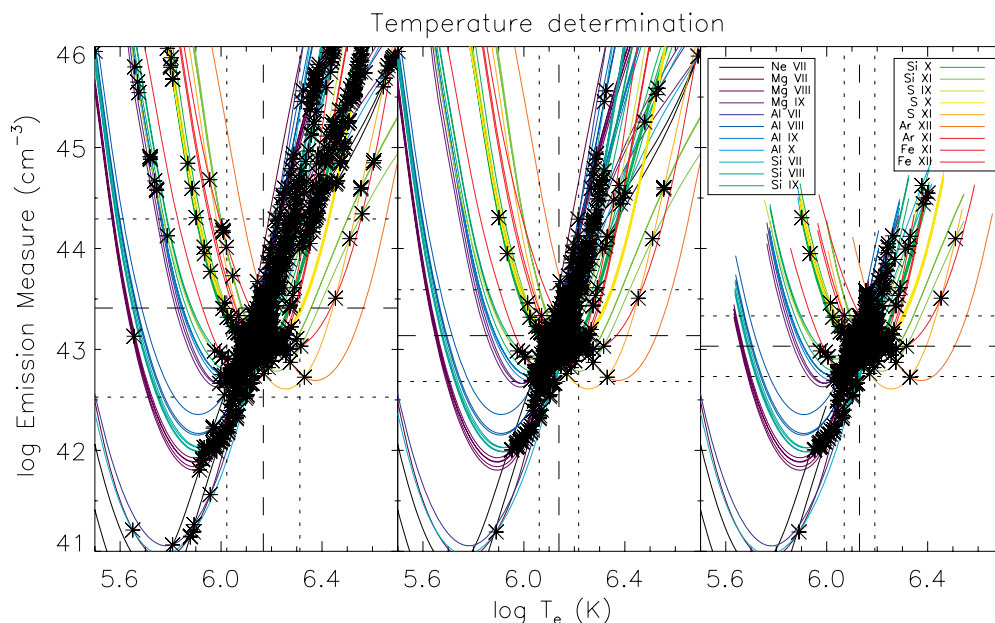 Temperature determination
log Emission Measure (cm⁻³)
46
45
44
43
42
41
5.6 6.0 6.4
5.6 6.0 6.4
5.6 6.0 6.4
log Tₑ (K)
Ne VII
Mg VII
Mg VIII
Mg IX
Al VII
Al VIII
Al IX
Al X
Si VII
Si VIII
Si IX
Si X
Si XI
S IX
S X
S XI
Ar XII
Ar XI
Fe XI
Fe XII